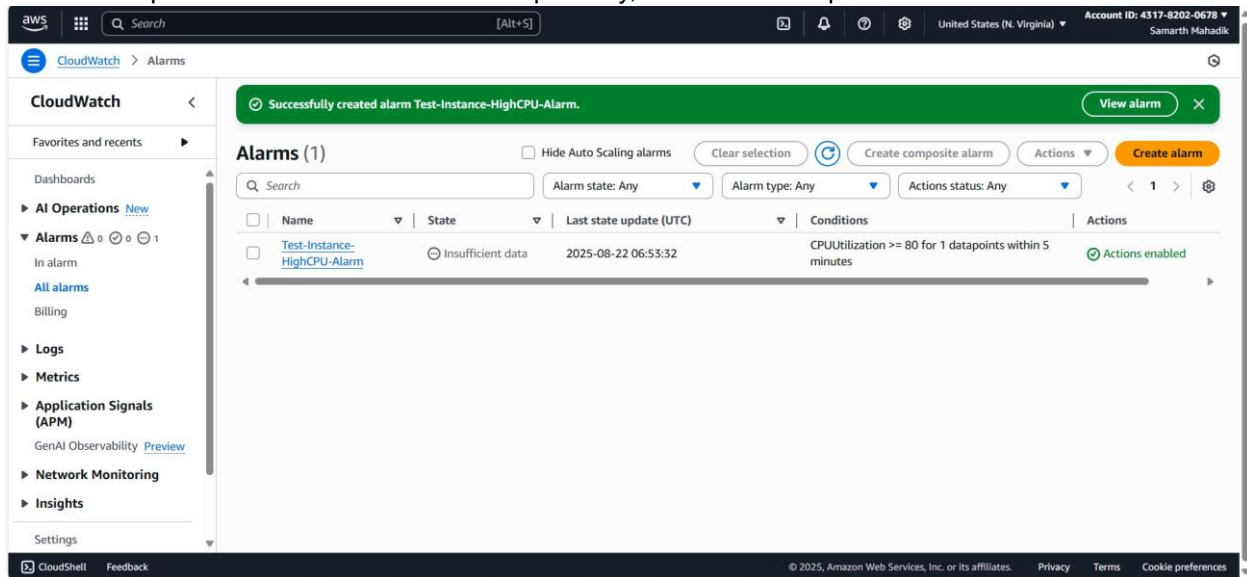 aws
Search [Alt+S]
United States (N. Virginia) ▼
Account ID: 4317-8202-0678 ▼
Samarth Mahadik
CloudWatch > Alarms
CloudWatch
Favorites and recents
Dashboards
AI Operations New
Alarms 0 0 1
In alarm
All alarms
Billing
Logs
Metrics
Application Signals
(APM)
GenAI Observability Preview
Network Monitoring
Insights
Settings
Successfully created alarm Test-Instance-HighCPU-Alarm.
View alarm
Alarms (1)
Hide Auto Scaling alarms
Clear selection
Create composite alarm
Actions
Create alarm
Search
Alarm state: Any
Alarm type: Any
Actions status: Any
< 1 >
Name | State | Last state update (UTC) | Conditions | Actions
Test-Instance-
HighCPU-Alarm
Insufficient data
2025-08-22 06:53:32
CPUUtilization >= 80 for 1 datapoints within 5
minutes
Actions enabled
CloudShell Feedback
© 2025, Amazon Web Services, Inc. or its affiliates. Privacy Terms Cookie preferences